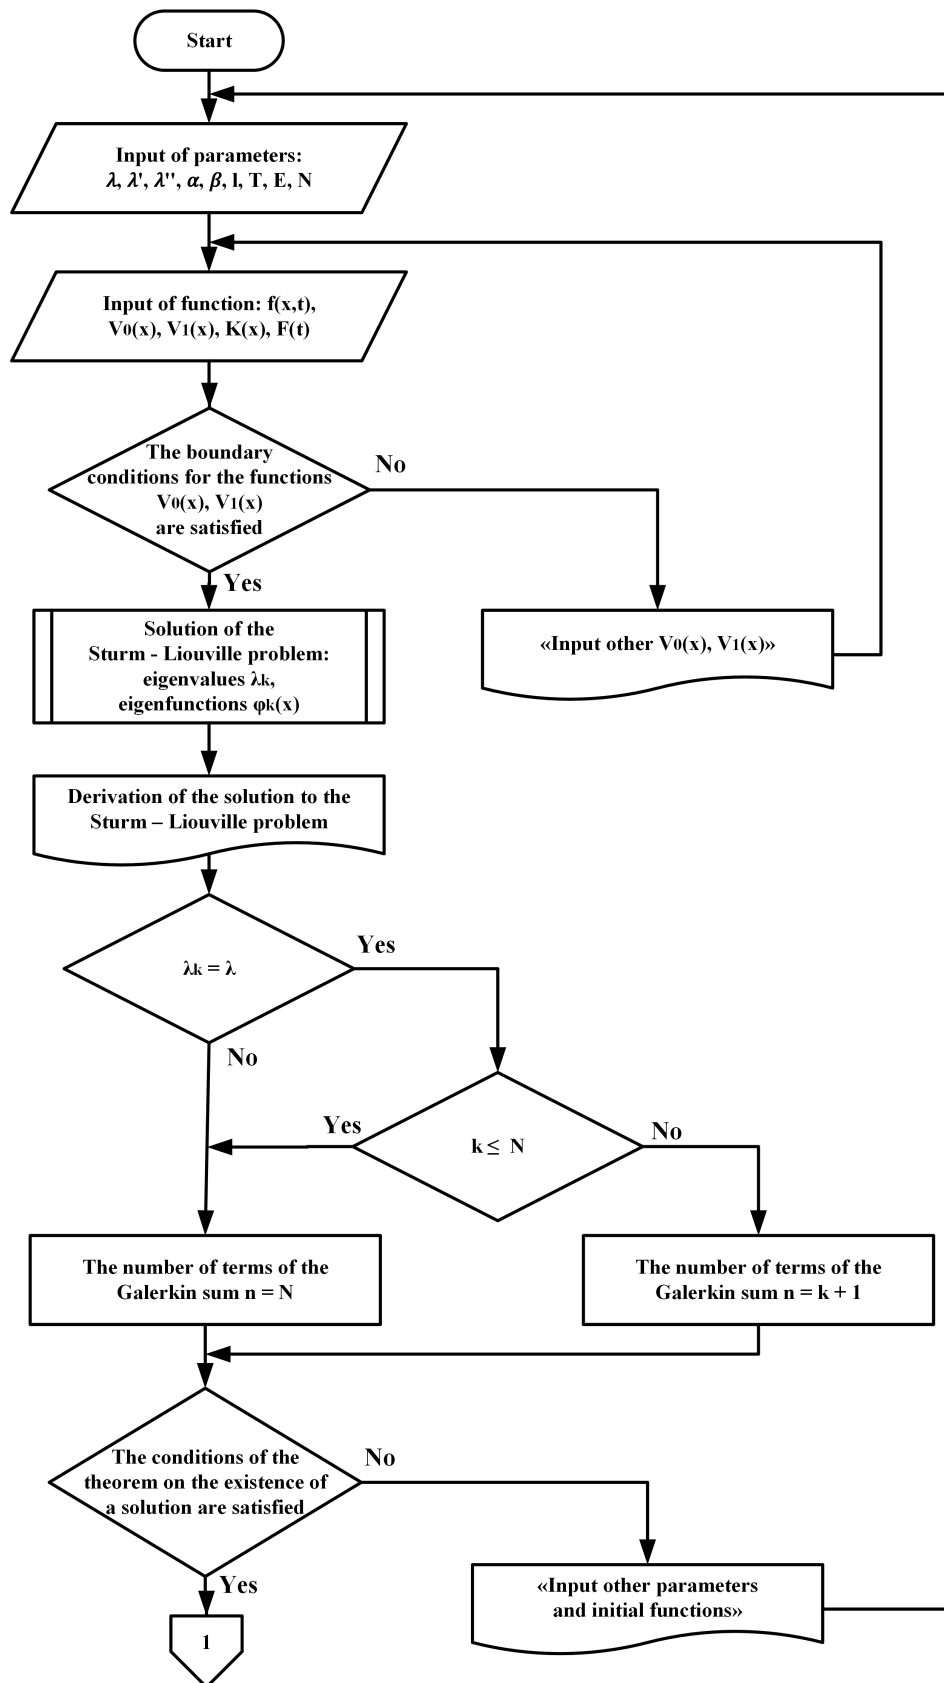 Start
Input of parameters:
λ, λ', λ'', α, β, l, T, E, N
Input of function: f(x,t),
V₀(x), V₁(x), K(x), F(t)
The boundary
conditions for the functions
V₀(x), V₁(x)
are satisfied
No
Yes
Solution of the
Sturm - Liouville problem:
eigenvalues λₖ,
eigenfunctions φₖ(x)
«Input other V₀(x), V₁(x)»
Derivation of the solution to the
Sturm – Liouville problem
λₖ = λ
Yes
No
k ≤ N
Yes
No
The number of terms of the
Galerkin sum n = N
The number of terms of the
Galerkin sum n = k + 1
The conditions of the
theorem on the existence of
a solution are satisfied
No
Yes
«Input other parameters
and initial functions»
1